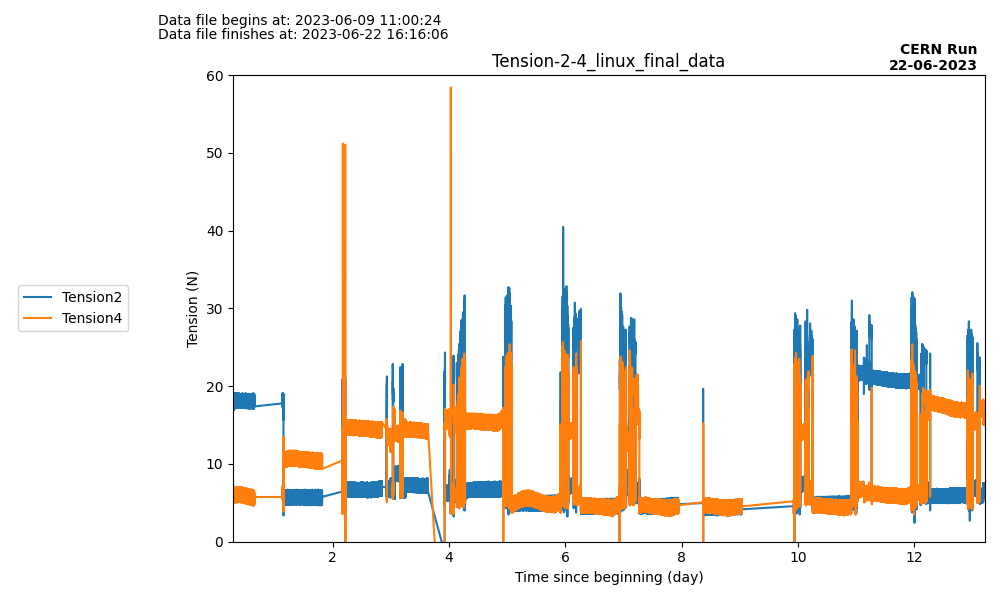 Data file begins at: 2023-06-09 11:00:24
Data file finishes at: 2023-06-22 16:16:06
CERN Run
22-06-2023
Tension-2-4_linux_final_data
60
50
40
30
20
10
0
Tension (N)
Tension2
Tension4
2 4 6 8 10 12
Time since beginning (day)